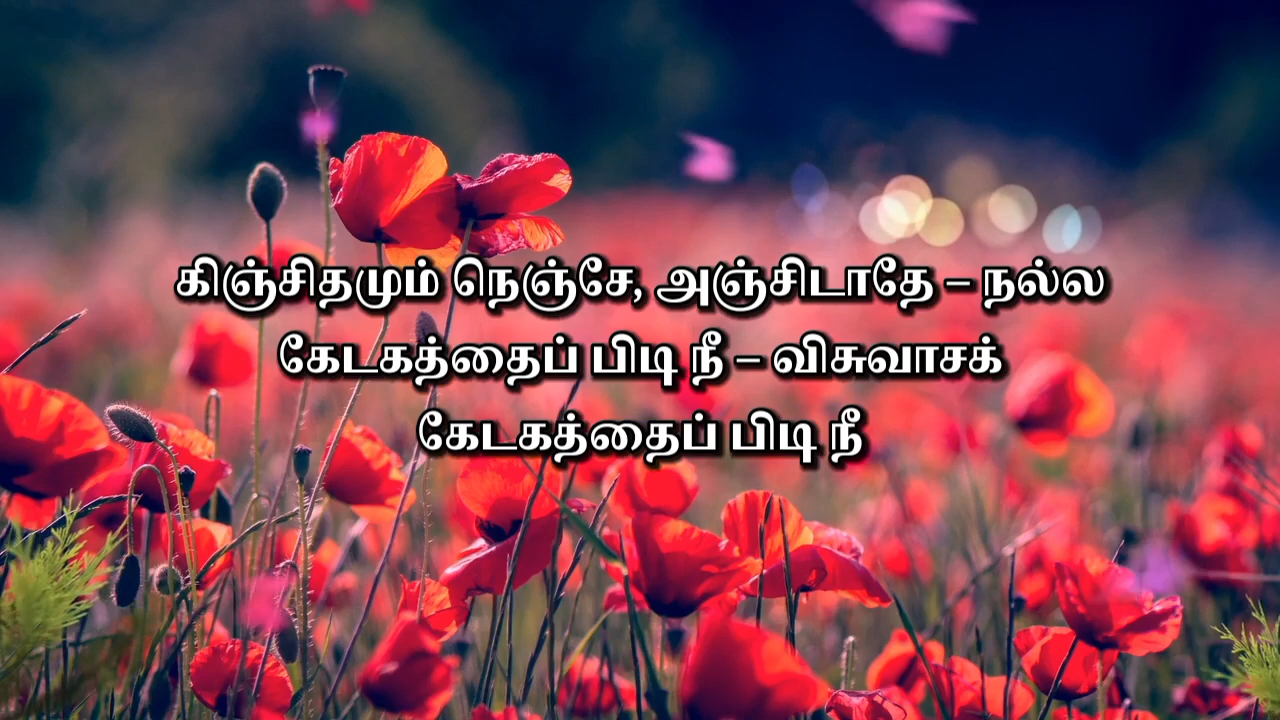 கிஞ்சிதமும் நெஞ்சே, அஞ்சிடாதே – நல்ல
கேடகத்தைப் பிடி நீ – விசுவாசக்
கேடகத்தைப் பிடி நீ